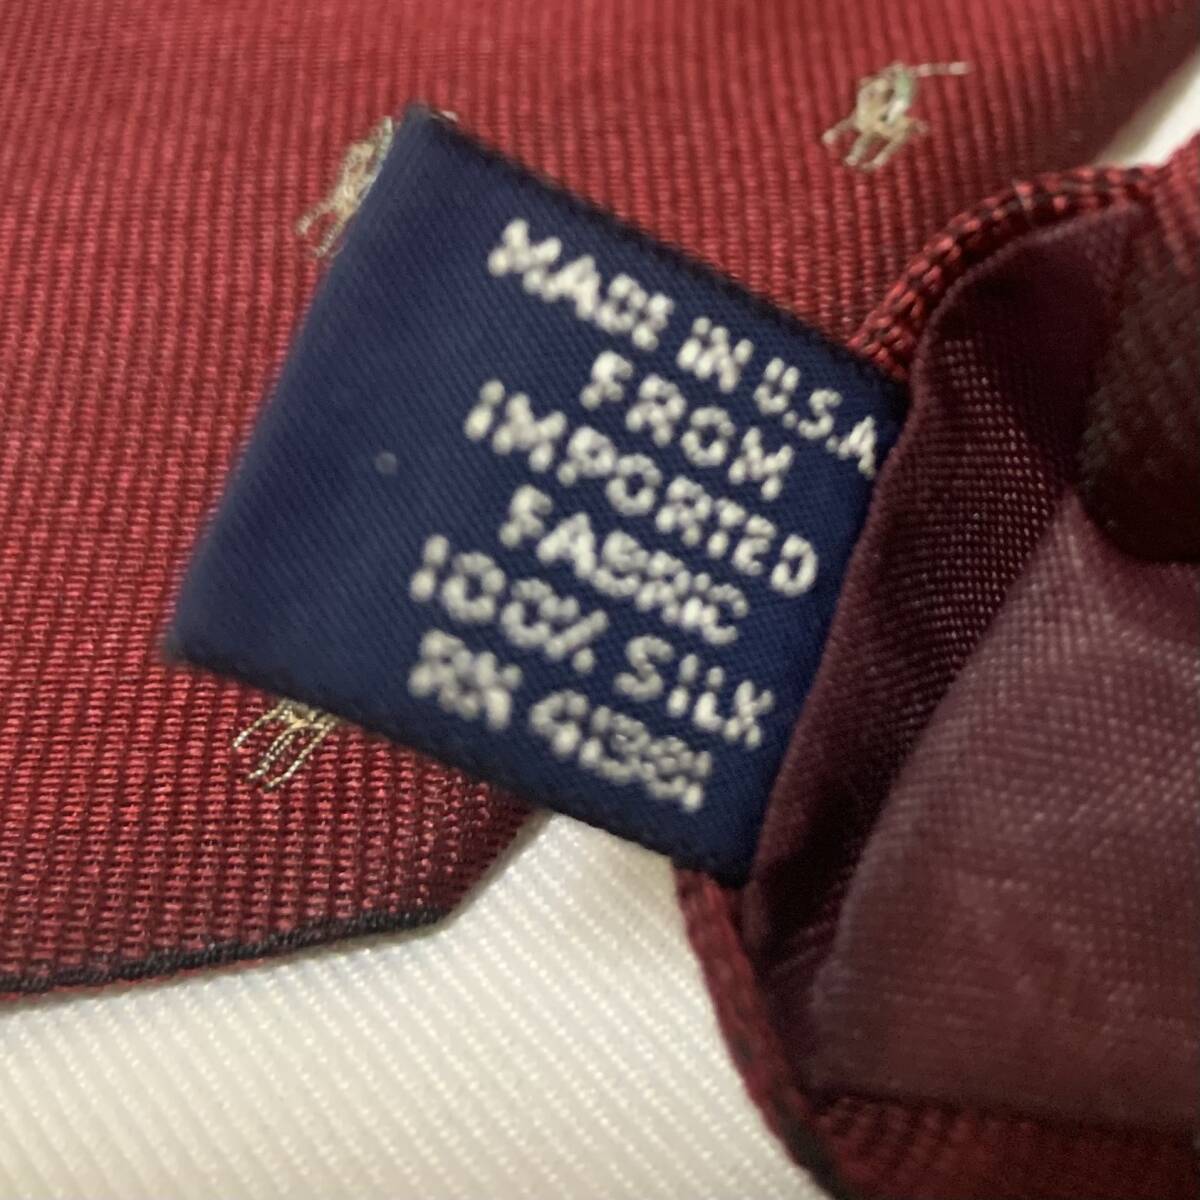 MADE IN U.S.A
FROM
IMPORTED
FABRIC
100% SILK
RN 41381